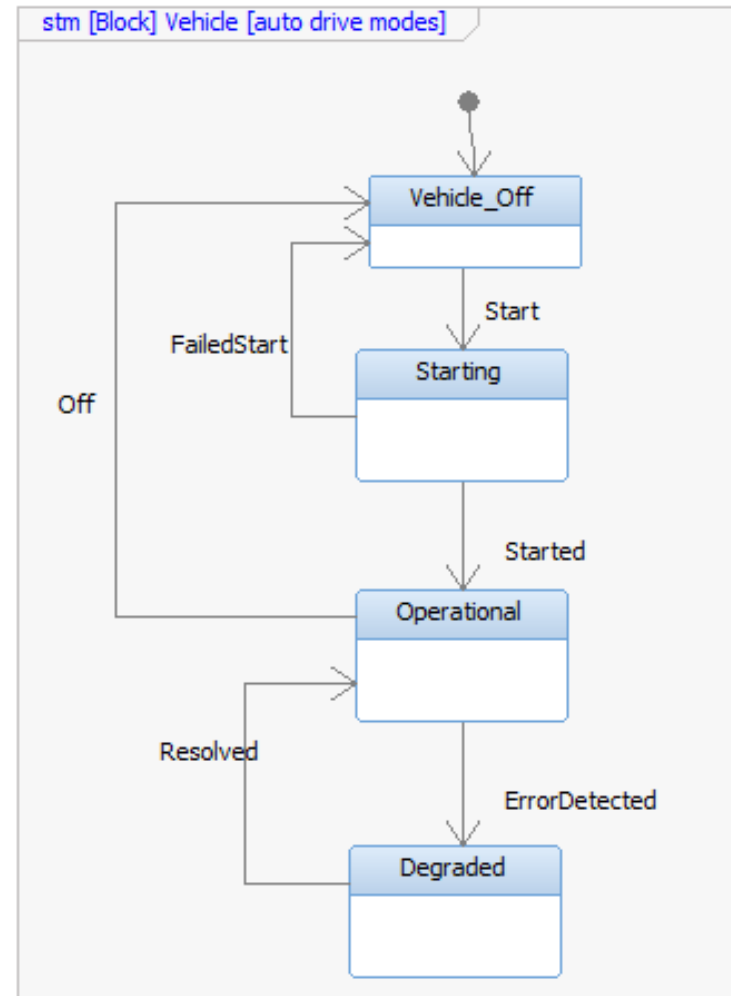 stm [Block] Vehicle [auto drive modes]
Vehicle_Off
Start
FailedStart
Starting
Off
Started
Operational
Resolved
ErrorDetected
Degraded